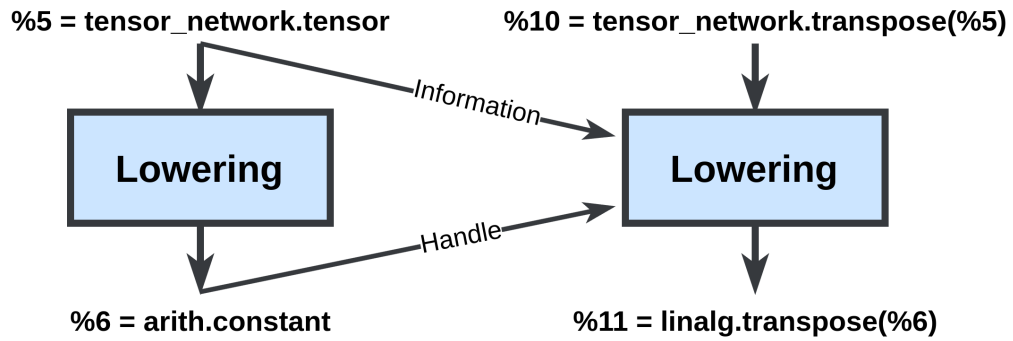 %5 = tensor_network.tensor
%10 = tensor_network.transpose(%5)
Information
Lowering
Lowering
Handle
%6 = arith.constant
%11 = linalg.transpose(%6)